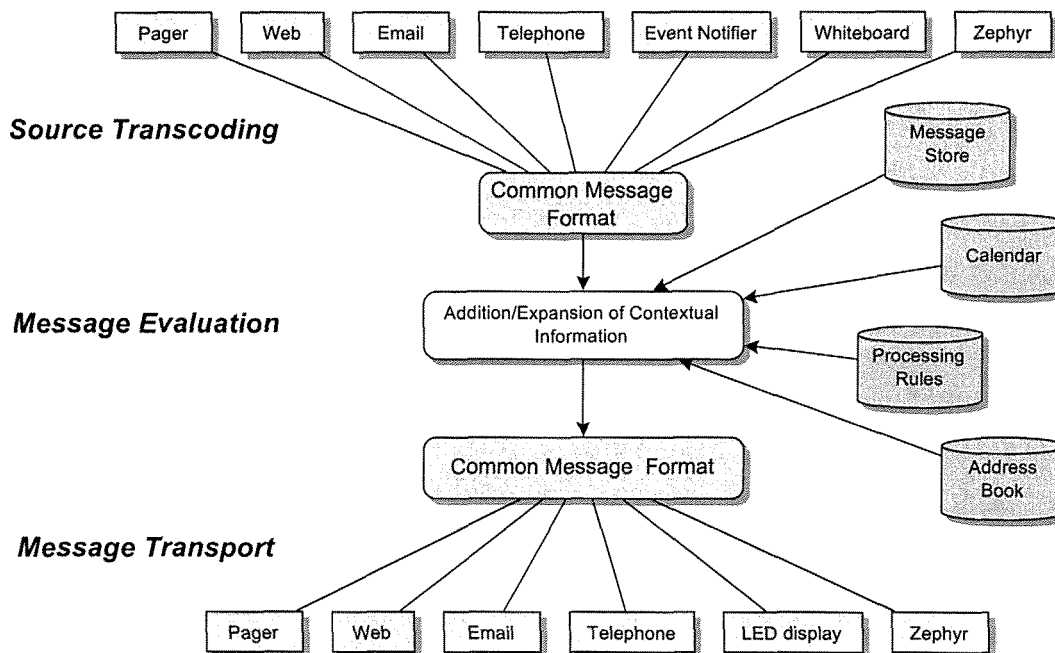 Pager
Web
Email
Telephone
Event Notifier
Whiteboard
Zephyr
Source Transcoding
Message
Store
Common Message
Format
Calendar
Message Evaluation
Addition/Expansion of Contextual
Information
Processing
Rules
Common Message Format
Address
Book
Message Transport
Pager
Web
Email
Telephone
LED display
Zephyr